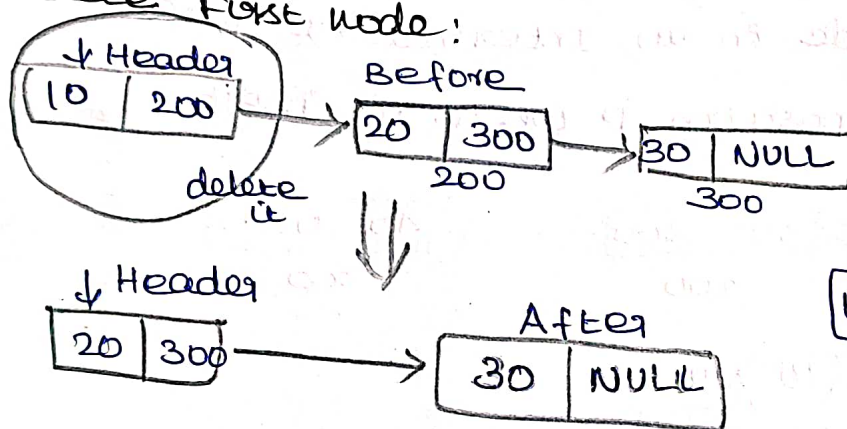 First node:
Header
Before
10 200
20 300
30 NULL
200
300
delete
it
Header
After
20 300
30 NULL